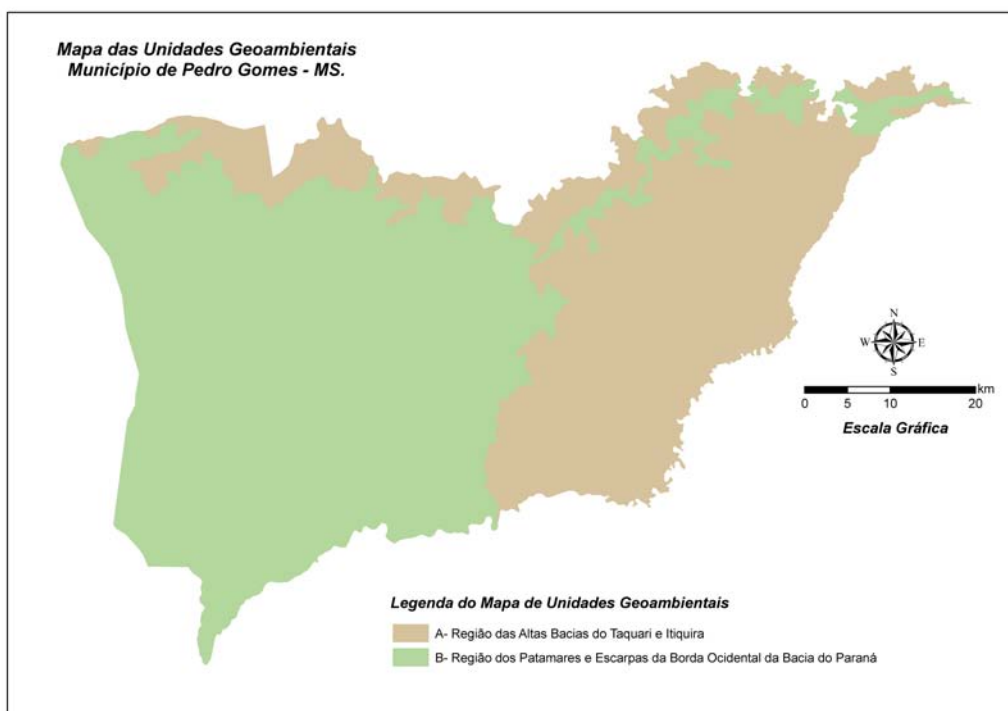 Mapa das Unidades Geoambientais
Município de Pedro Gomes - MS.
N
W E
S
km
0 5 10 20
Escala Gráfica
Legenda do Mapa de Unidades Geoambientais
A- Região das Altas Bacias do Taquari e Itiquira
B- Região dos Patamares e Escarpas da Borda Ocidental da Bacia do Paraná